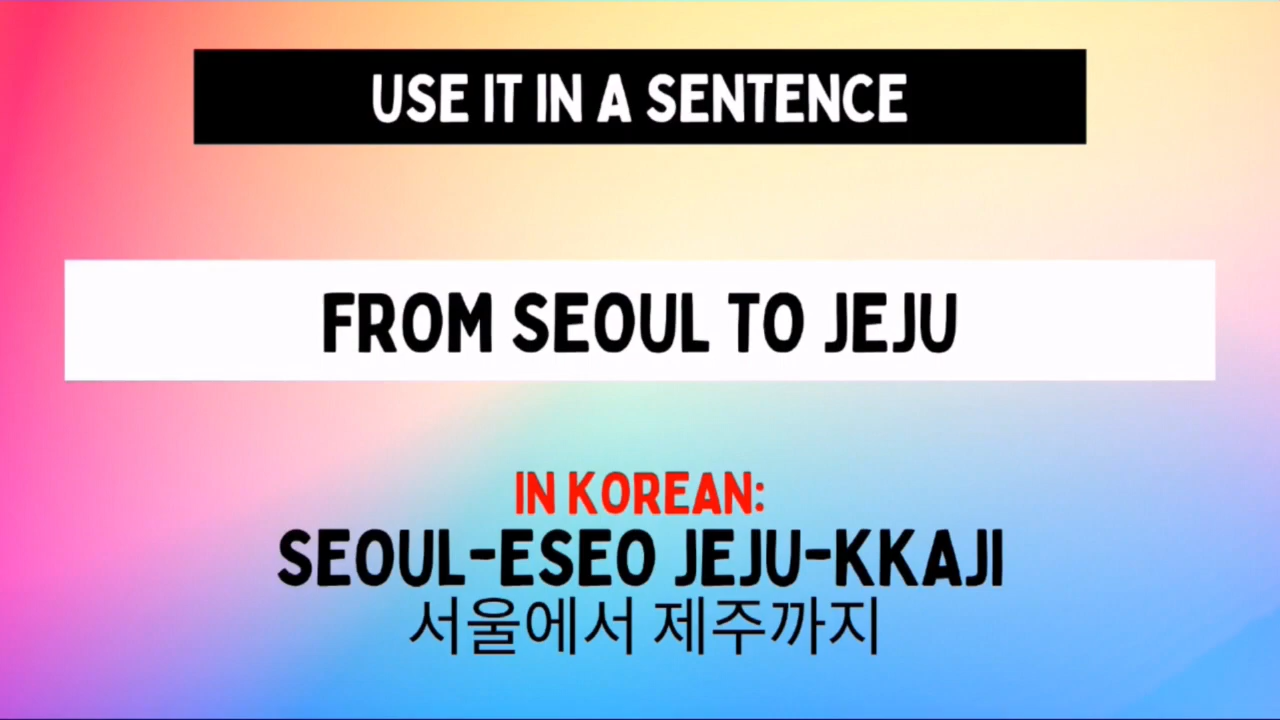 USE IT IN A SENTENCE
FROM SEOUL TO JEJU
IN KOREAN:
SEOUL-ESEO JEJU-KKAJI
서울에서 제주까지